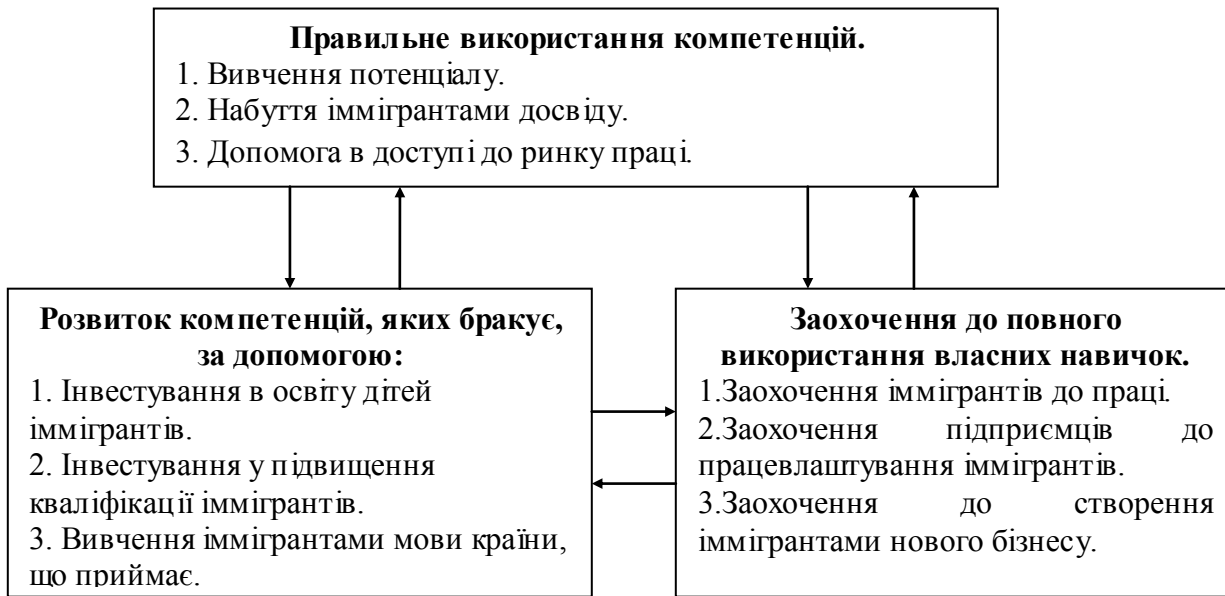 Правильне використання компетенцій.
1. Вивчення потенціалу.
2. Набуття іммігрантами досвіду.
3. Допомога в доступі до ринку праці.
Розвиток компетенцій, яких бракує,
за допомогою:
1. Інвестування в освіту дітей
іммігрантів.
2. Інвестування у підвищення
кваліфікації іммігрантів.
3. Вивчення іммігрантами мови країни,
що приймає.
Заохочення до повного
використання власних навичок.
1.Заохочення іммігрантів до праці.
2.Заохочення підприємців до
працевлаштування іммігрантів.
3.Заохочення до створення
іммігрантами нового бізнесу.